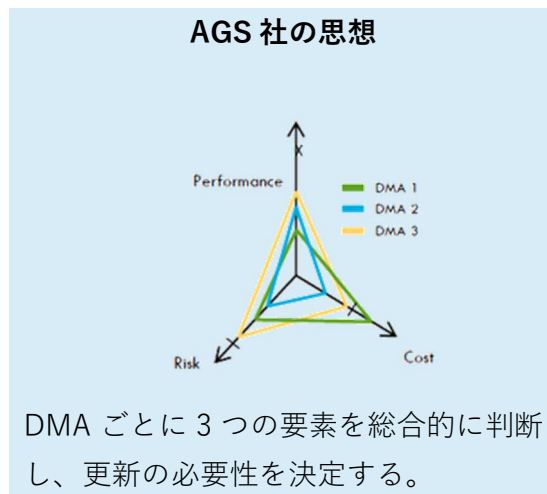 AGS 社の思想
Performance
DMA 1
DMA 2
DMA 3
Risk
Cost
DMA ごとに 3 つの要素を総合的に判断
し、更新の必要性を決定する。